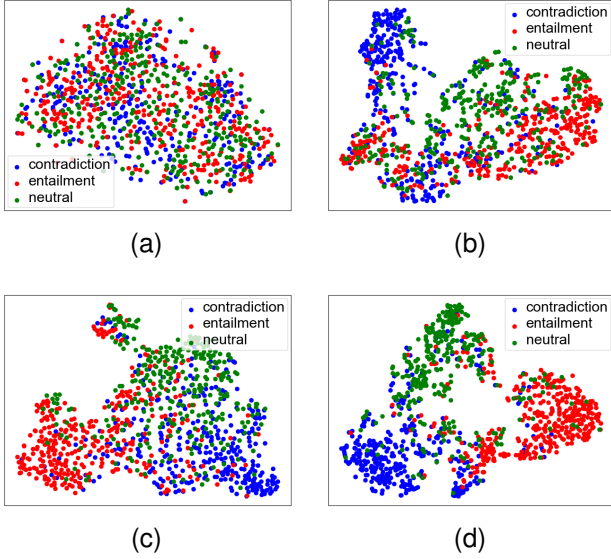 contradiction
entailment
neutral
(a)
contradiction
entailment
neutral
(b)
contradiction
entailment
neutral
(c)
contradiction
entailment
neutral
(d)